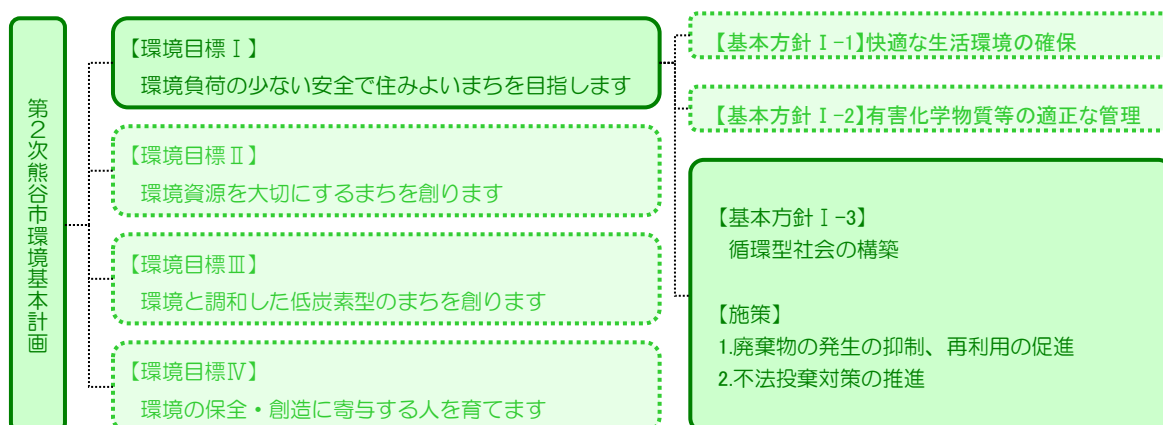 第2次熊谷市環境基本計画
【環境目標Ⅰ】
環境負荷の少ない安全で住みよいまちを目指します
【環境目標Ⅱ】
環境資源を大切にするまちを創ります
【環境目標Ⅲ】
環境と調和した低炭素型のまちを創ります
【環境目標Ⅳ】
環境の保全・創造に寄与する人を育てます
【基本方針Ⅰ-1】快適な生活環境の確保
【基本方針Ⅰ-2】有害化学物質等の適正な管理
【基本方針Ⅰ-3】
循環型社会の構築
【施策】
1.廃棄物の発生の抑制、再利用の促進
2.不法投棄対策の推進